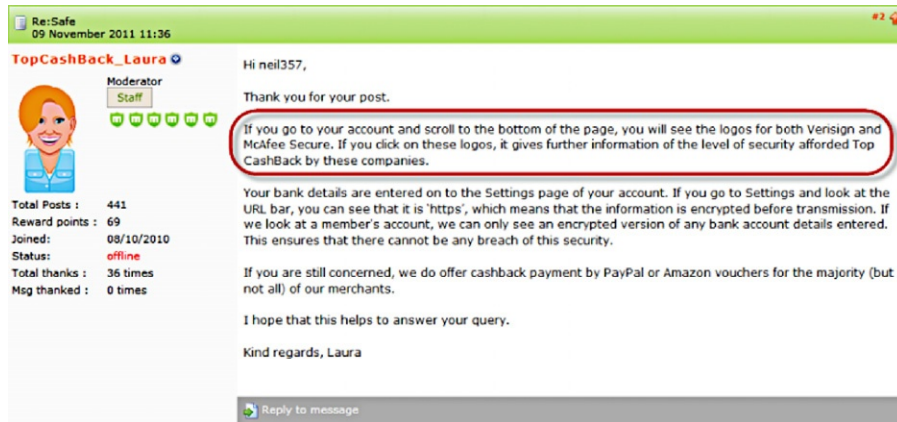 Re:Safe
09 November 2011 11:36
#2
TopCashBack_Laura
Moderator
Staff
Total Posts : 441
Reward points : 69
Joined: 08/10/2010
Status: offline
Total thanks : 36 times
Msg thanked : 0 times
Hi neil357,
Thank you for your post.
If you go to your account and scroll to the bottom of the page, you will see the logos for both Verisign and
McAfee Secure. If you click on these logos, it gives further information of the level of security afforded Top
CashBack by these companies.
Your bank details are entered on to the Settings page of your account. If you go to Settings and look at the
URL bar, you can see that it is 'https', which means that the information is encrypted before transmission. If
we look at a member's account, we can only see an encrypted version of any bank account details entered.
This ensures that there cannot be any breach of this security.
If you are still concerned, we do offer cashback payment by PayPal or Amazon vouchers for the majority (but
not all) of our merchants.
I hope that this helps to answer your query.
Kind regards, Laura
Reply to message